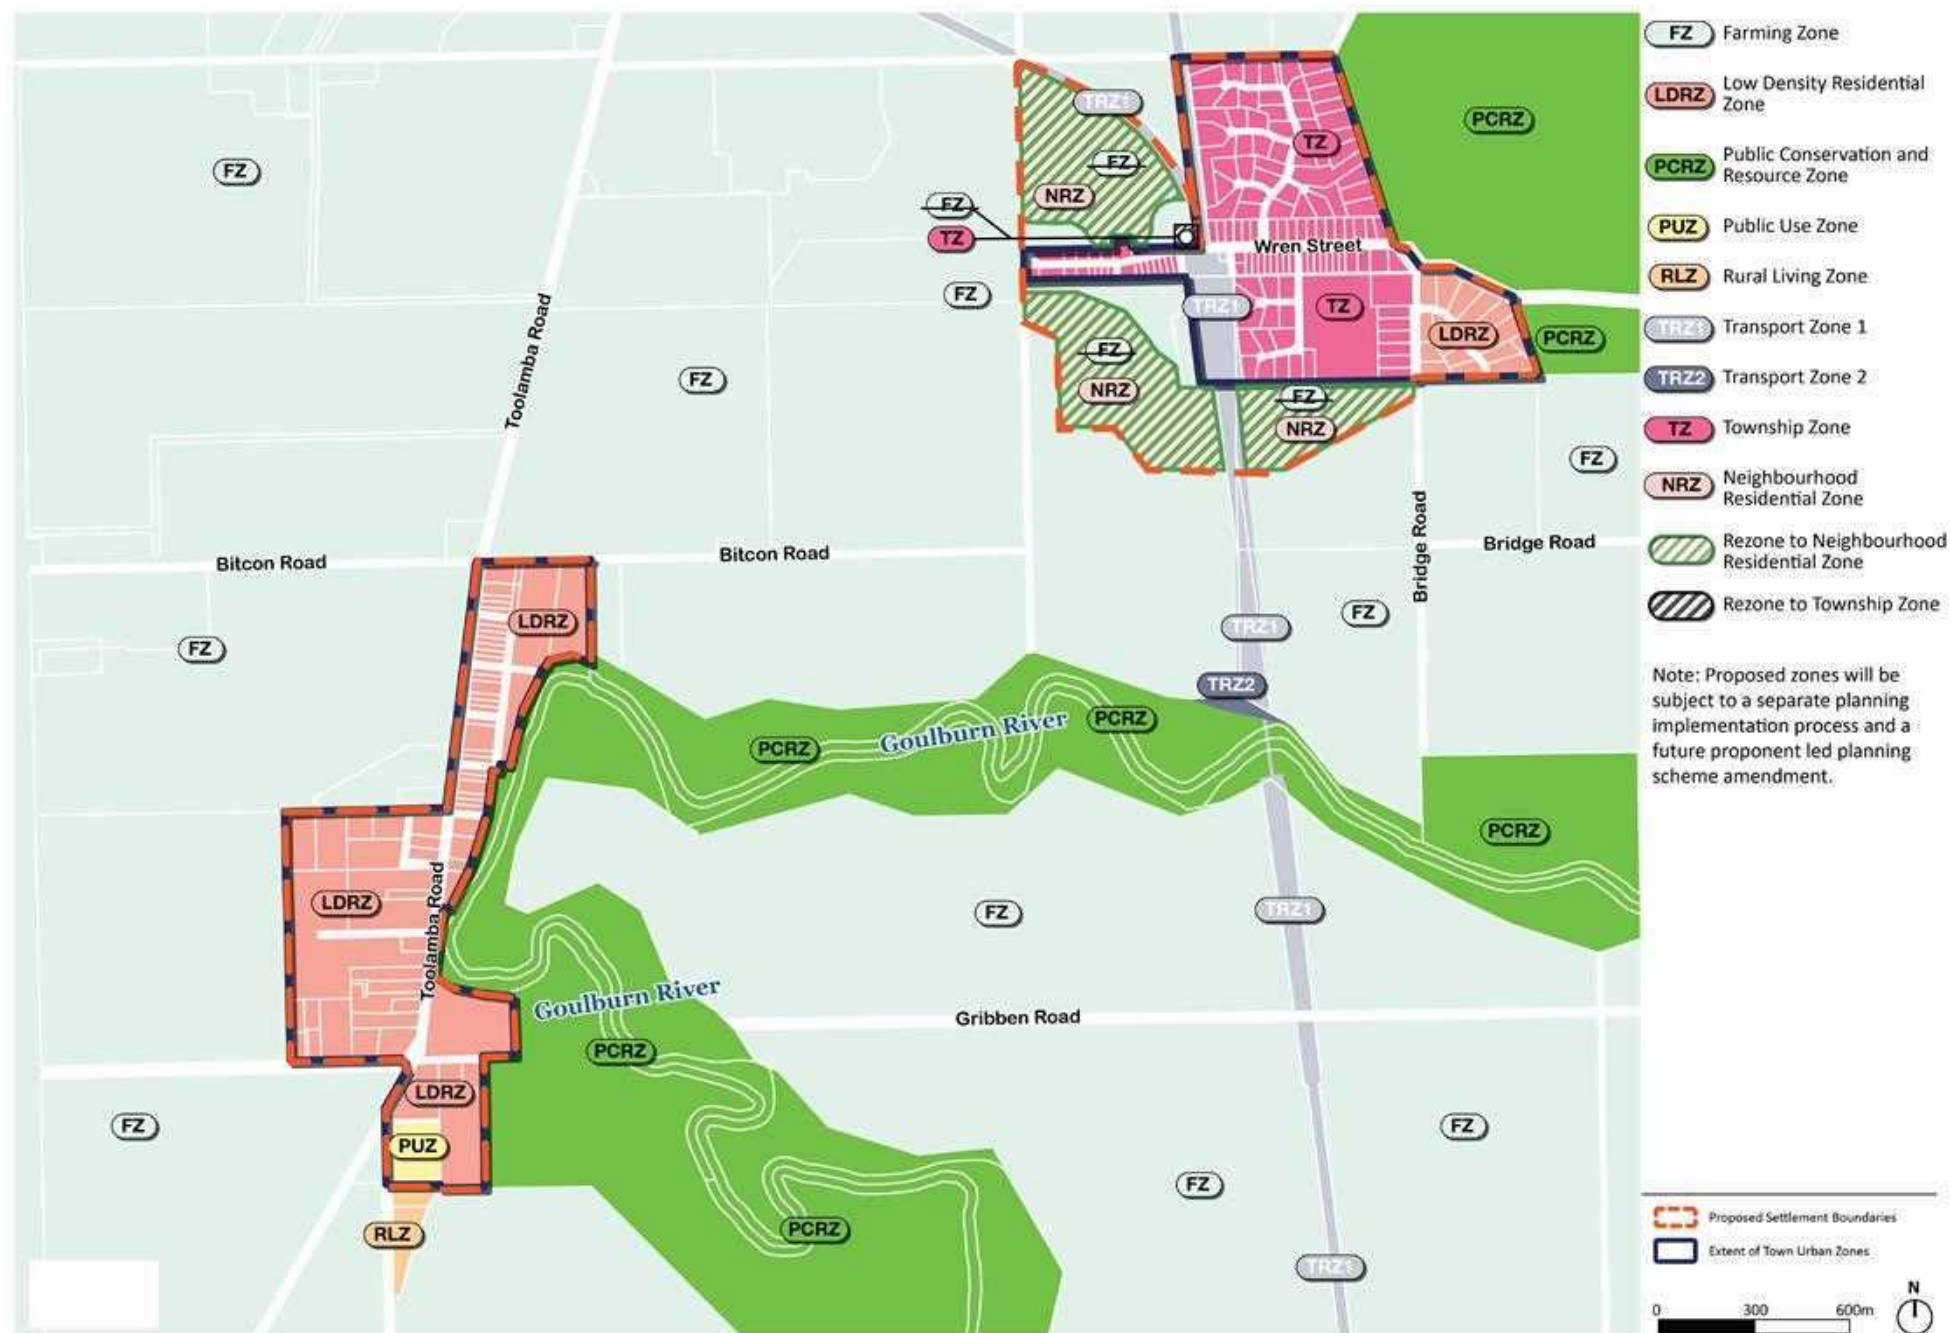 TRZ1
PCRZ
TZ
FZ
FZ
NRZ
FZ
TZ
Wren Street
FZ
TRZ1
TZ
LDRZ
PCRZ
Toolamba Road
FZ
FZ
NRZ
FZ
NRZ
FZ
Bridge Road
Bitcon Road
Bitcon Road
Bridge Road
LDRZ
FZ
FZ
TRZ1
TRZ2
PCRZ
Goulburn River
PCRZ
PCRZ
LDRZ
Toolamba Road
FZ
TRZ1
Goulburn River
Gribben Road
PCRZ
LDRZ
FZ
PUZ
FZ
FZ
RLZ
PCRZ
TRZ1
FZ Farming Zone
LDRZ Low Density Residential
Zone
PCRZ Public Conservation and
Resource Zone
PUZ Public Use Zone
RLZ Rural Living Zone
TRZ1 Transport Zone 1
TRZ2 Transport Zone 2
TZ Township Zone
NRZ Neighbourhood
Residential Zone
Rezone to Neighbourhood
Residential Zone
Rezone to Township Zone
Note: Proposed zones will be
subject to a separate planning
implementation process and a
future proponent led planning
scheme amendment.
Proposed Settlement Boundaries
Extent of Town Urban Zones
N
0 300 600m